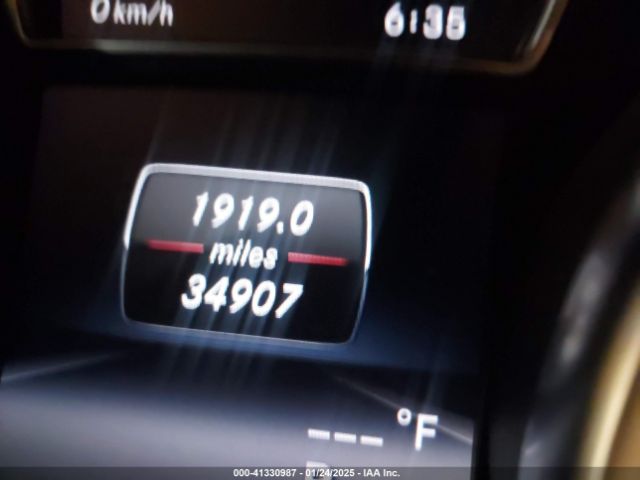 0 km/h 6:35
1919.0
miles
34907
--- °F
000-41330987 - 01/24/2025 - IAA Inc.